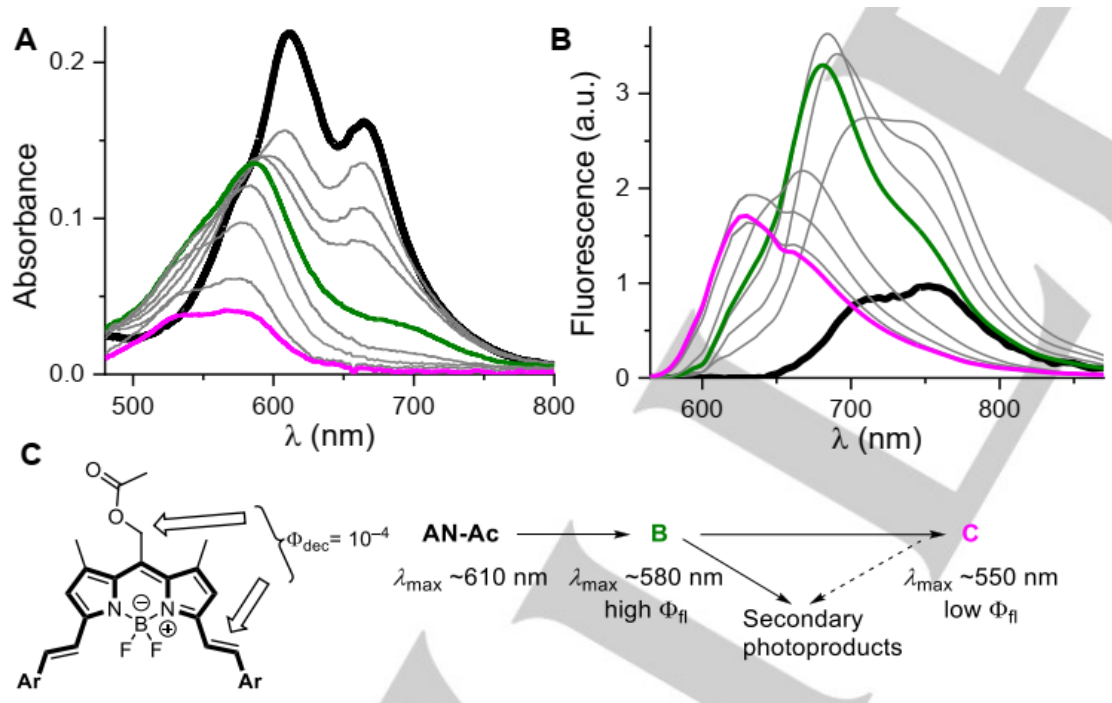 A
0.2
0.1
0.0
Absorbance
500 600 700 800
λ (nm)
B
3
2
1
0
Fluorescence (a.u.)
600 700 800
λ (nm)
C
O
O
N ⊖ N
B ⊕
F F
Ar Ar
Φdec= 10⁻⁴
AN-Ac B C
λmax ~610 nm λmax ~580 nm λmax ~550 nm
high Φfl low Φfl
Secondary
photoproducts